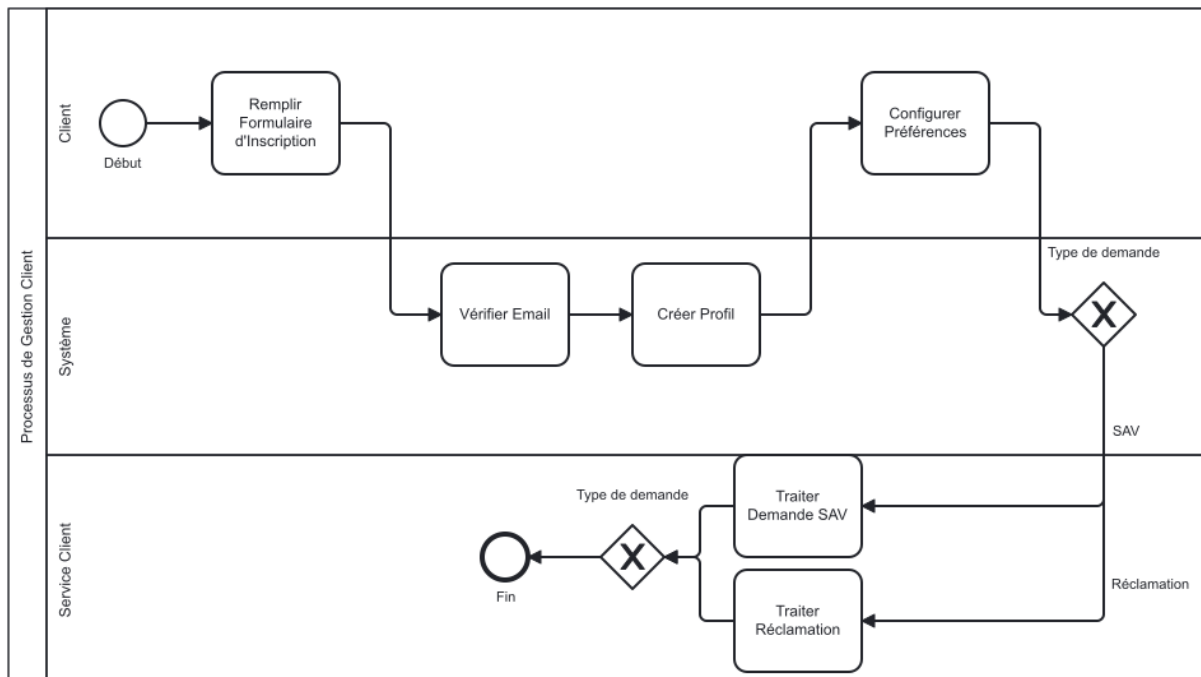 Processus de Gestion Client
Client
Début
Remplir
Formulaire
d'Inscription
Configurer
Préférences
Système
Vérifier Email
Créer Profil
Type de demande
SAV
Service Client
Type de demande
Traiter
Demande SAV
Fin
Réclamation
Traiter
Réclamation